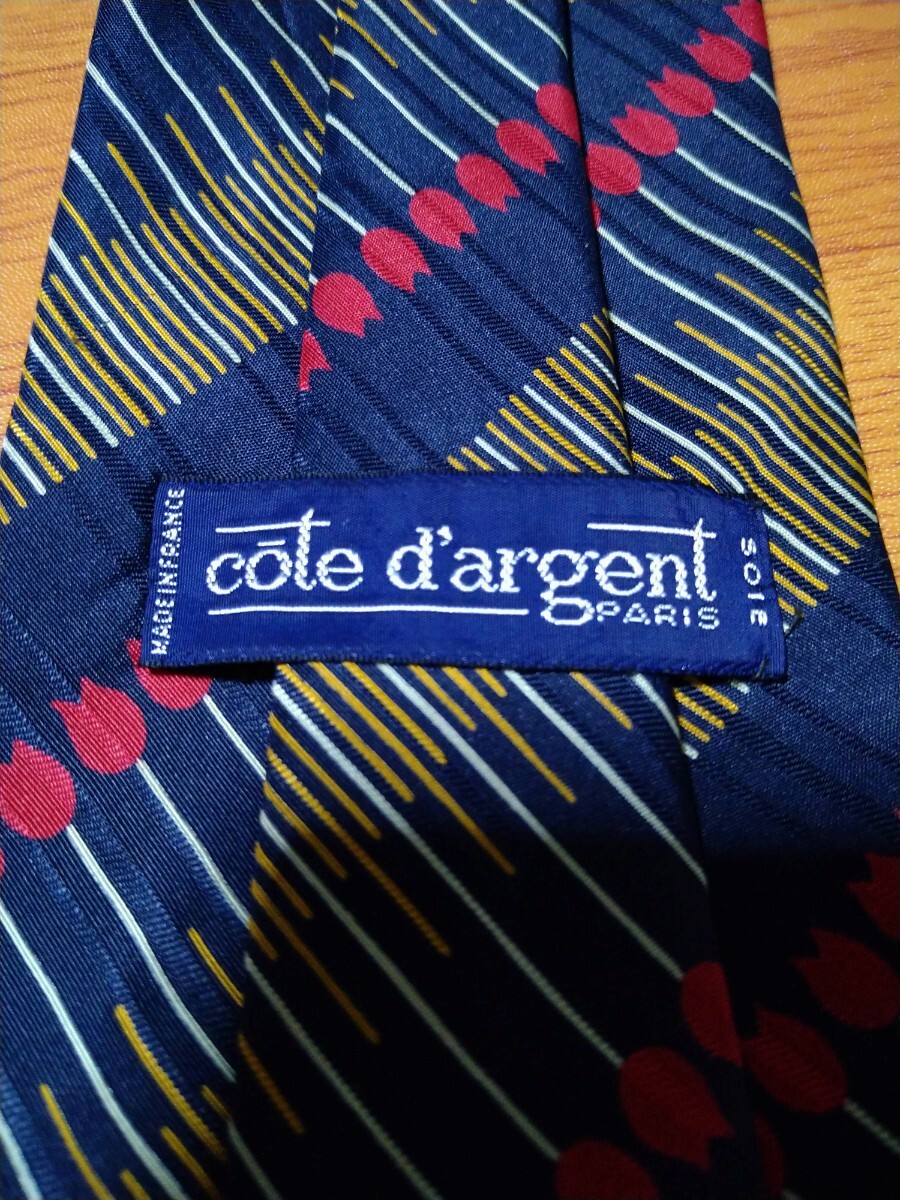 MADE IN FRANCE
côte d'argent
PARIS
SOIE